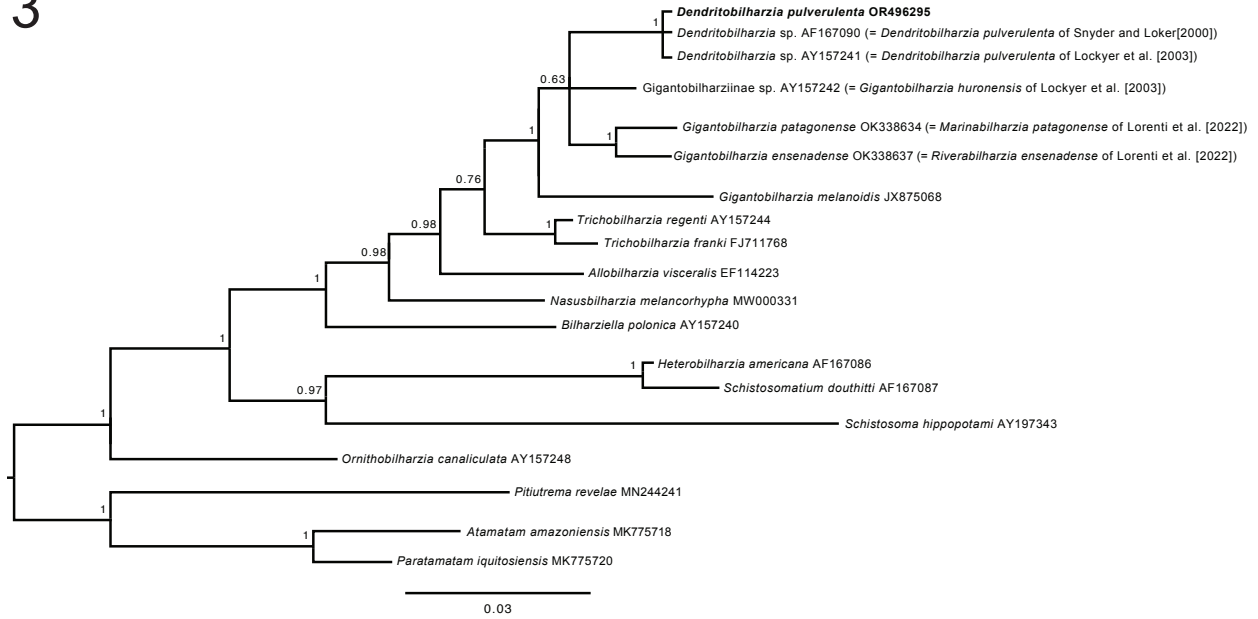 3
1
Dendritobilharzia pulverulenta OR496295
Dendritobilharzia sp. AF167090 (= Dendritobilharzia pulverulenta of Snyder and Loker[2000])
Dendritobilharzia sp. AY157241 (= Dendritobilharzia pulverulenta of Lockyer et al. [2003])
0.63
Gigantobilharziinae sp. AY157242 (= Gigantobilharzia huronensis of Lockyer et al. [2003])
1
Gigantobilharzia patagonense OK338634 (= Marinabilharzia patagonense of Lorenti et al. [2022])
1
Gigantobilharzia ensenadense OK338637 (= Riverabilharzia ensenadense of Lorenti et al. [2022])
0.76
Gigantobilharzia melanoidis JX875068
0.98
1
Trichobilharzia regenti AY157244
Trichobilharzia franki FJ711768
0.98
Allobilharzia visceralis EF114223
1
Nasusbilharzia melancorhypha MW000331
Bilharziella polonica AY157240
1
1
Heterobilharzia americana AF167086
0.97
Schistosomatium douthitti AF167087
1
Schistosoma hippopotami AY197343
Ornithobilharzia canaliculata AY157248
1
Pitiutrema revelae MN244241
1
Atamatam amazoniensis MK775718
Paratamatam iquitosiensis MK775720
0.03